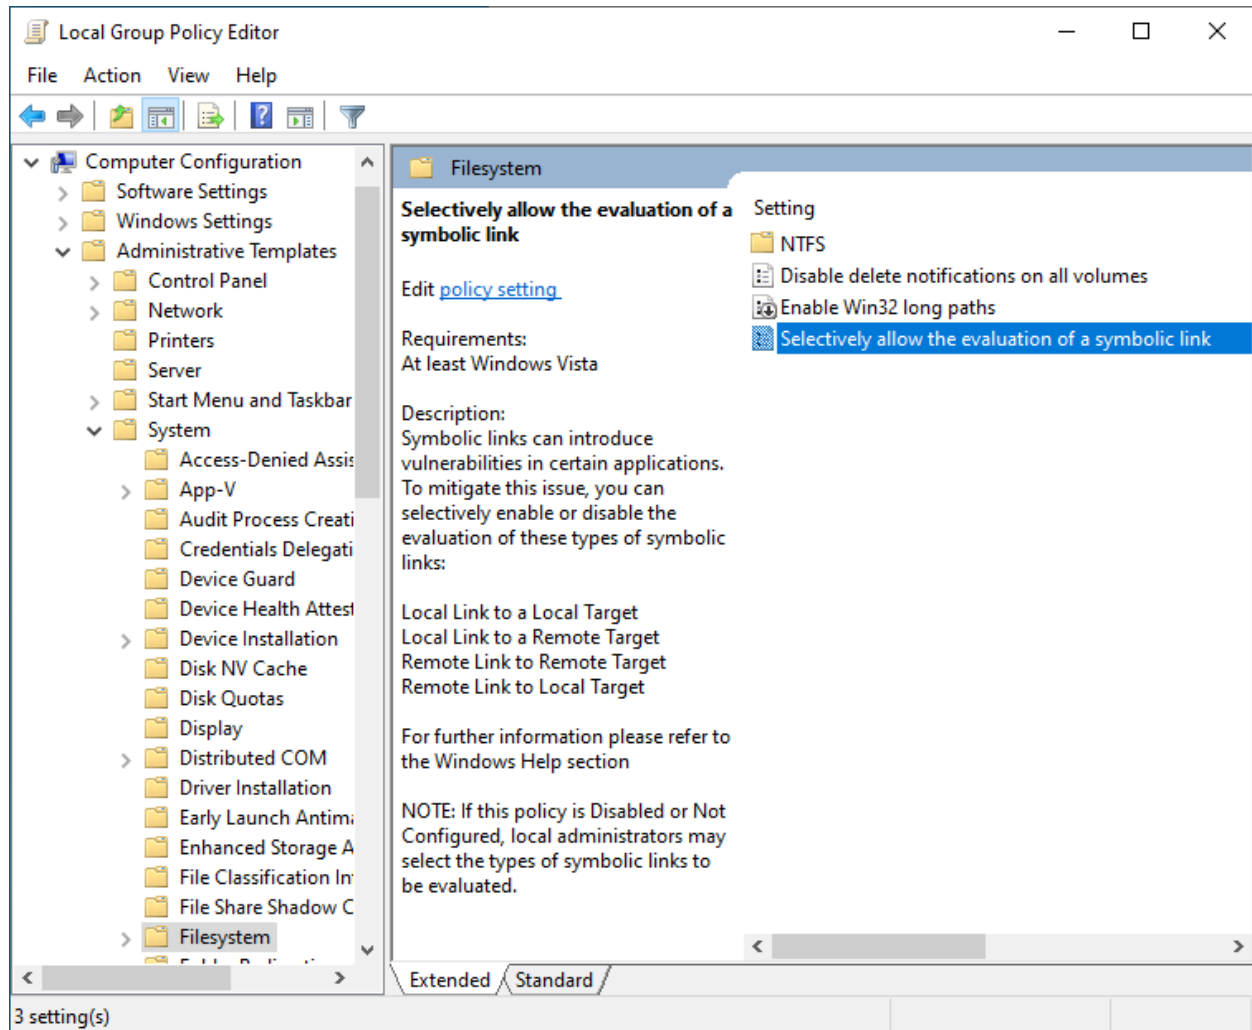 Local Group Policy Editor
File Action View Help
Computer Configuration
Software Settings
Windows Settings
Administrative Templates
Control Panel
Network
Printers
Server
Start Menu and Taskbar
System
Access-Denied Assis
App-V
Audit Process Creati
Credentials Delegati
Device Guard
Device Health Attest
Device Installation
Disk NV Cache
Disk Quotas
Display
Distributed COM
Driver Installation
Early Launch Antima
Enhanced Storage A
File Classification In
File Share Shadow C
Filesystem
Filesystem
Selectively allow the evaluation of a
symbolic link
Edit policy setting
Requirements:
At least Windows Vista
Description:
Symbolic links can introduce
vulnerabilities in certain applications.
To mitigate this issue, you can
selectively enable or disable the
evaluation of these types of symbolic
links:
Local Link to a Local Target
Local Link to a Remote Target
Remote Link to Remote Target
Remote Link to Local Target
For further information please refer to
the Windows Help section
NOTE: If this policy is Disabled or Not
Configured, local administrators may
select the types of symbolic links to
be evaluated.
Setting
NTFS
Disable delete notifications on all volumes
Enable Win32 long paths
Selectively allow the evaluation of a symbolic link
Extended Standard
3 setting(s)